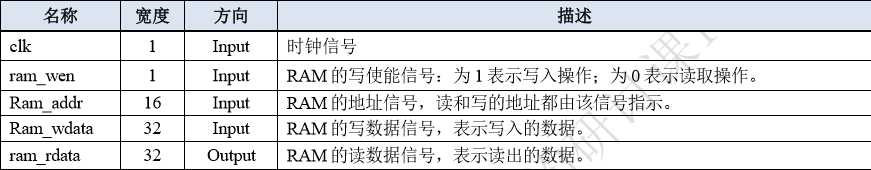 名称 宽度 方向 描述
clk 1 Input 时钟信号
ram_wen 1 Input RAM 的写使能信号：为 1 表示写入操作；为 0 表示读取操作。
Ram_addr 16 Input RAM 的地址信号，读和写的地址都由该信号指示。
Ram_wdata 32 Input RAM 的写数据信号，表示写入的数据。
ram_rdata 32 Output RAM 的读数据信号，表示读出的数据。